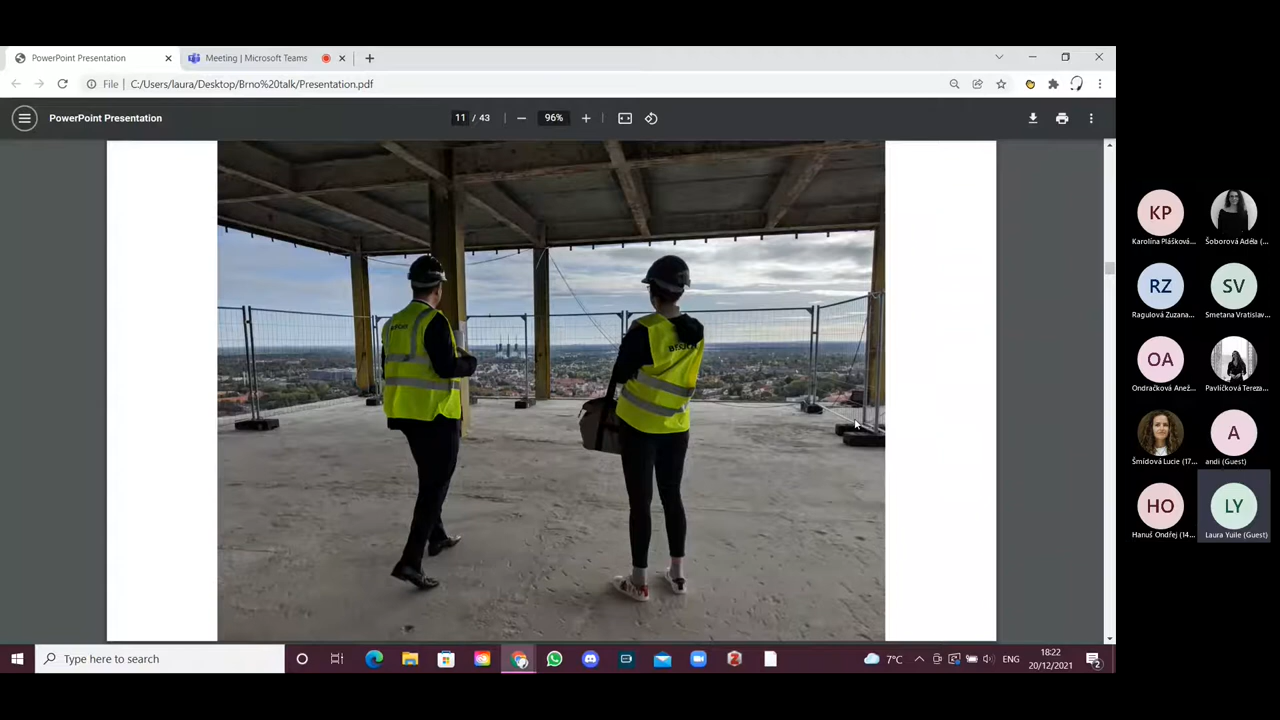 PowerPoint Presentation
Meeting | Microsoft Teams
File
C:/Users/laura/Desktop/Brno%20talk/Presentation.pdf
PowerPoint Presentation
11 / 43
96%
KP
Karolína Plášková...
Šoborová Adéla (...
RZ
SV
Ragulová Zuzana...
Smetana Vratislav...
OA
Ondračková Anež...
Pavlíčková Tereza...
A
Šmídová Lucie (17...
andi (Guest)
HO
LY
Hanuš Ondřej (14...
Laura Yuile (Guest)
Type here to search
7°C
ENG
18:22
20/12/2021
2